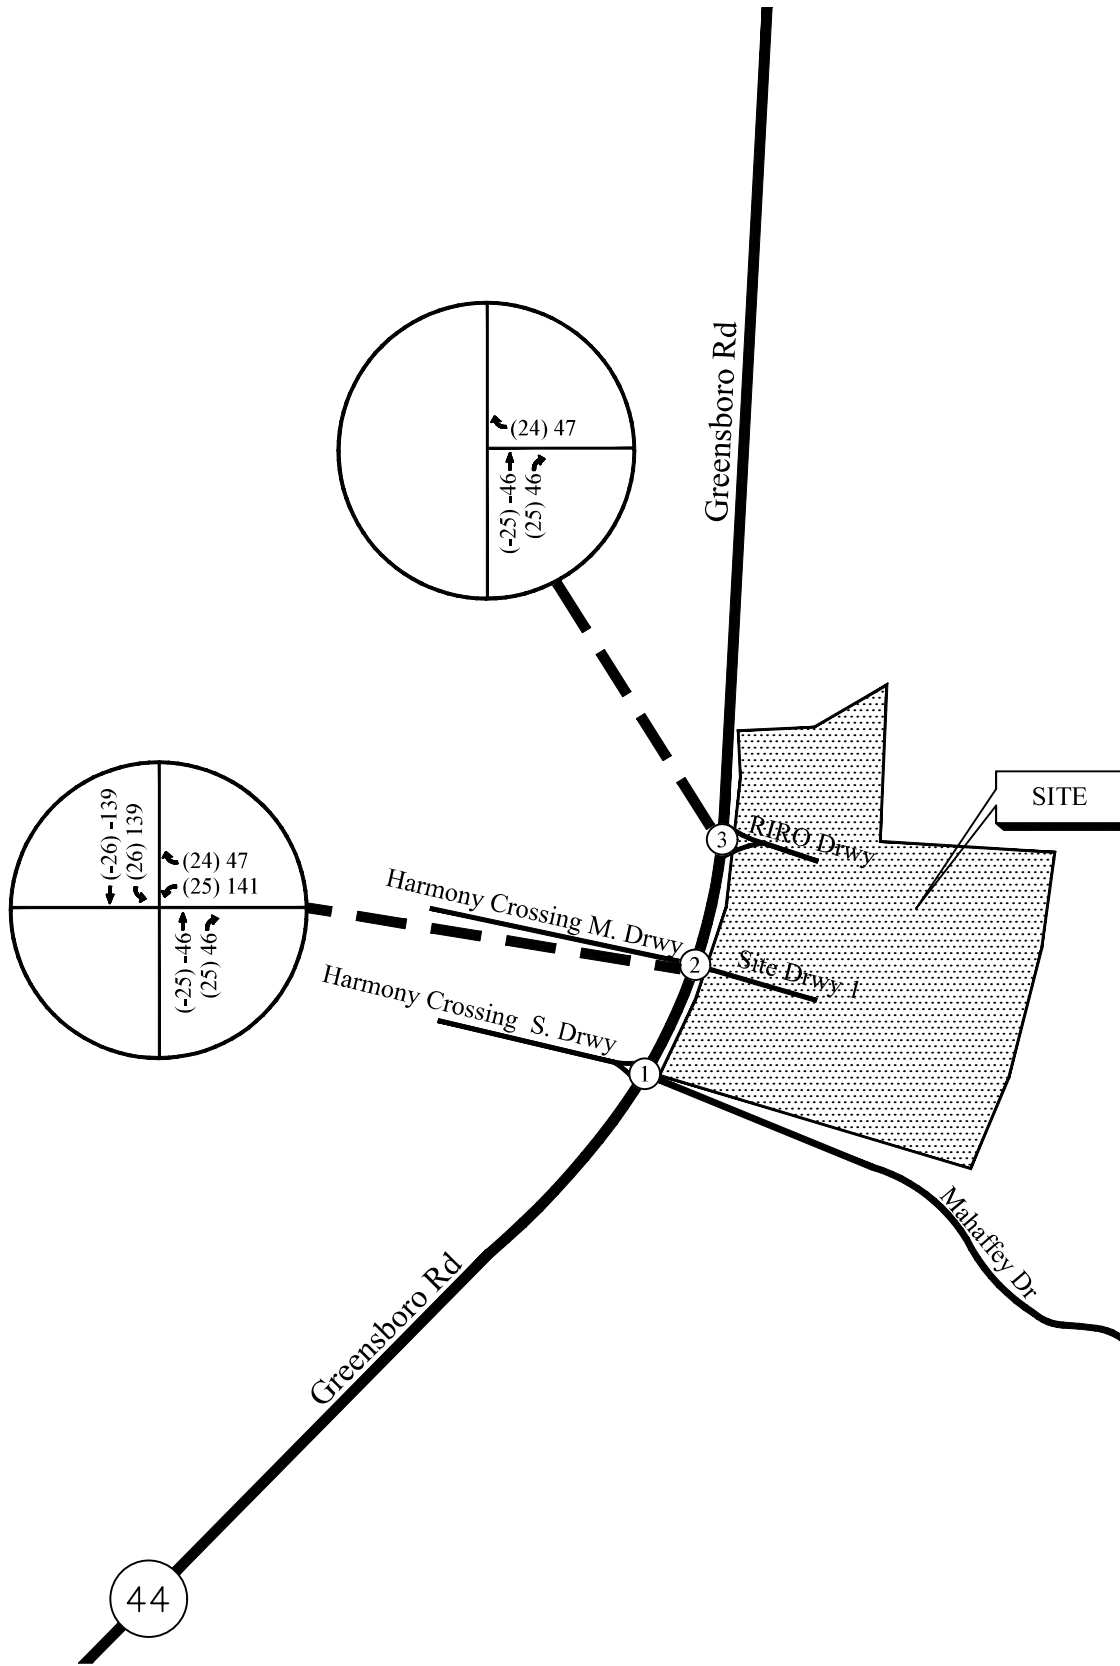 Greensboro Rd
(24) 47
(-25) -46
(25) 46
SITE
3
RIRO Drwy
(-26) -139
(26) 139
(24) 47
(25) 141
(-25) -46
(25) 46
Harmony Crossing M. Drwy
2
Site Drwy 1
Harmony Crossing S. Drwy
1
Mahaffey Dr
Greensboro Rd
44